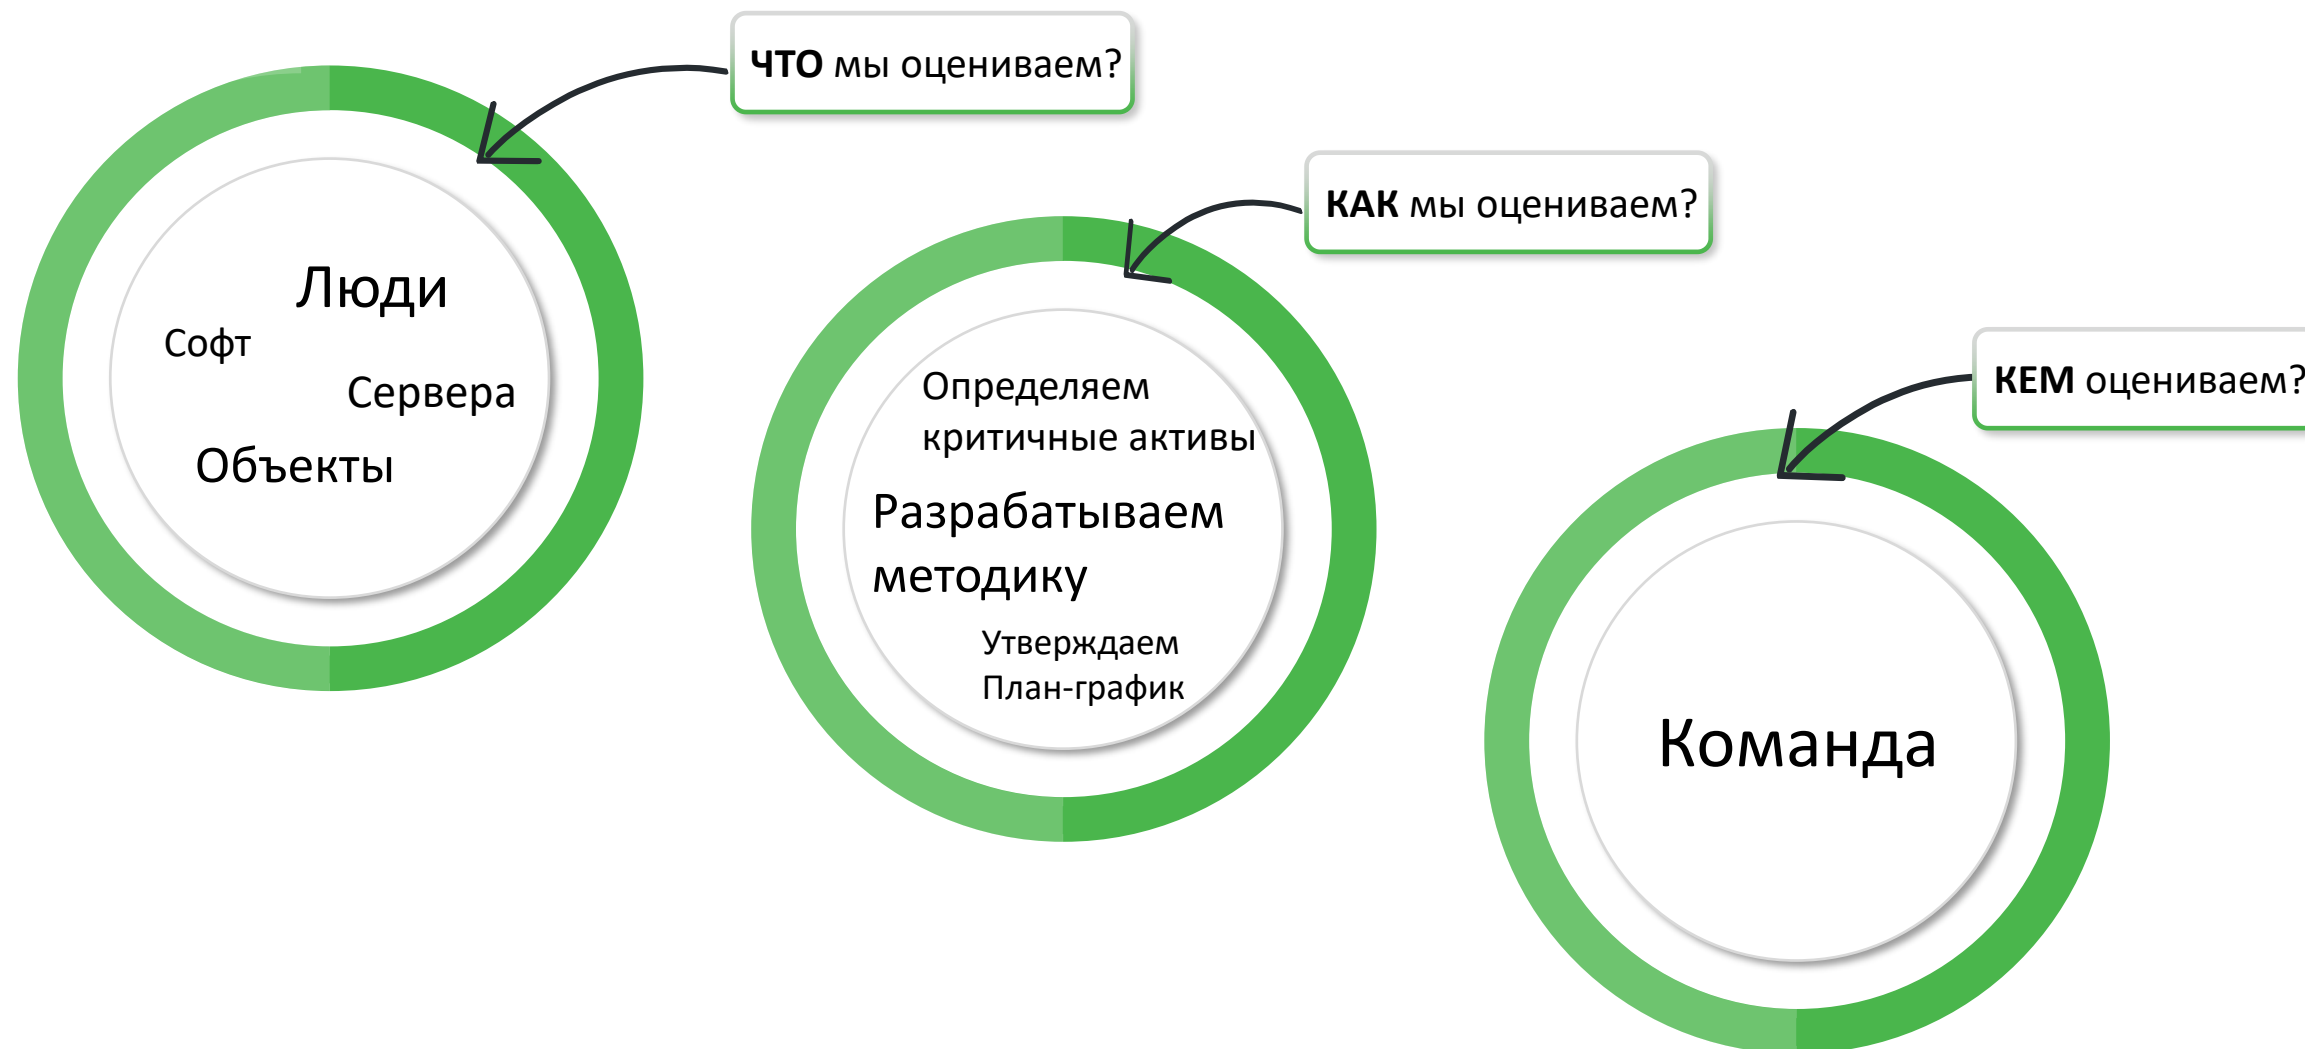 ЧТО мы оцениваем?
Люди
Софт
Сервера
Объекты
КАК мы оцениваем?
Определяем
критичные активы
Разрабатываем
методику
Утверждаем
План-график
КЕМ оцениваем?
Команда